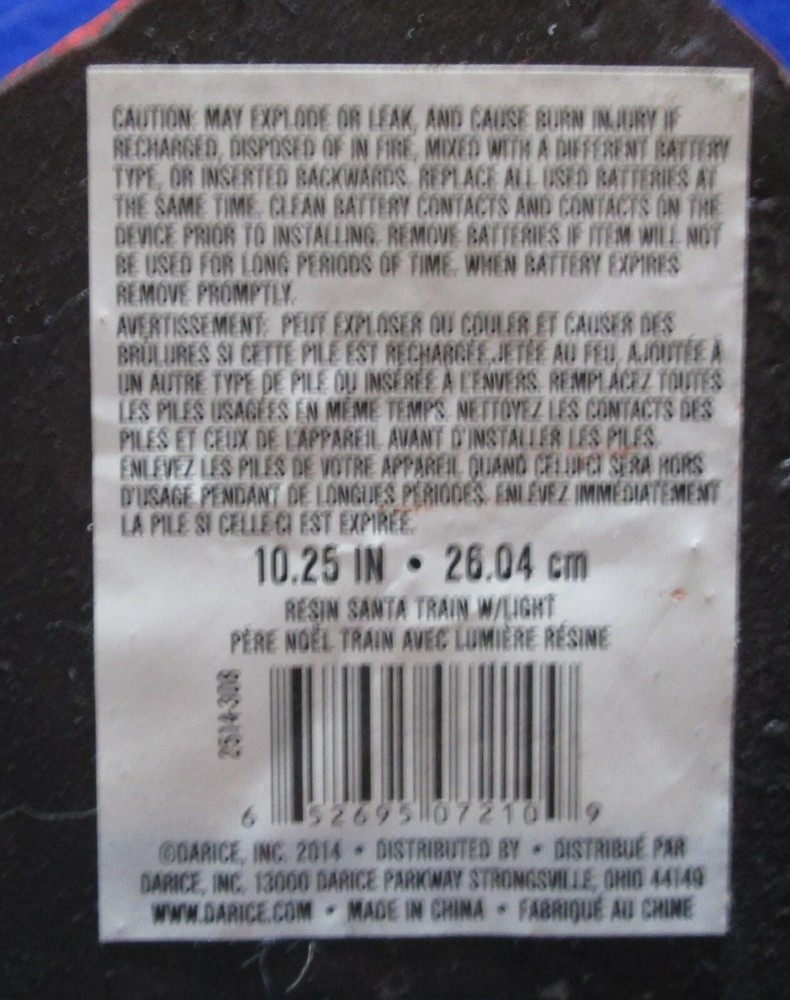 CAUTION: MAY EXPLODE OR LEAK, AND CAUSE BURN INJURY IF
RECHARGED, DISPOSED OF IN FIRE, MIXED WITH A DIFFERENT BATTERY
TYPE, OR INSERTED BACKWARDS. REPLACE ALL USED BATTERIES AT
THE SAME TIME. CLEAN BATTERY CONTACTS AND CONTACTS ON THE
DEVICE PRIOR TO INSTALLING. REMOVE BATTERIES IF ITEM WILL NOT
BE USED FOR LONG PERIODS OF TIME. WHEN BATTERY EXPIRES
REMOVE PROMPTLY.
AVERTISSEMENT: PEUT EXPLOSER OU COULER ET CAUSER DES
BRÛLURES SI CETTE PILE EST RECHARGÉE, JETÉE AU FEU, AJOUTÉE À
UN AUTRE TYPE DE PILE OU INSÉRÉE À L'ENVERS. REMPLACEZ TOUTES
LES PILES USAGÉES EN MÊME TEMPS. NETTOYEZ LES CONTACTS DES
PILES ET CEUX DE L'APPAREIL AVANT D'INSTALLER LES PILES.
ENLEVEZ LES PILES DE VOTRE APPAREIL QUAND CELUI-CI SERA HORS
D'USAGE PENDANT DE LONGUES PÉRIODES. ENLEVEZ IMMÉDIATEMENT
LA PILE SI CELLE-CI EST EXPIRÉE.
10.25 IN • 26.04 cm
RESIN SANTA TRAIN W/LIGHT
PÈRE NOËL TRAIN AVEC LUMIÈRE RÉSINE
2514-308
6 52695 07210 9
©DARICE, INC. 2014 • DISTRIBUTED BY • DISTRIBUÉ PAR
DARICE, INC. 13000 DARICE PARKWAY STRONGSVILLE, OHIO 44149
WWW.DARICE.COM • MADE IN CHINA • FABRIQUÉ AU CHINE